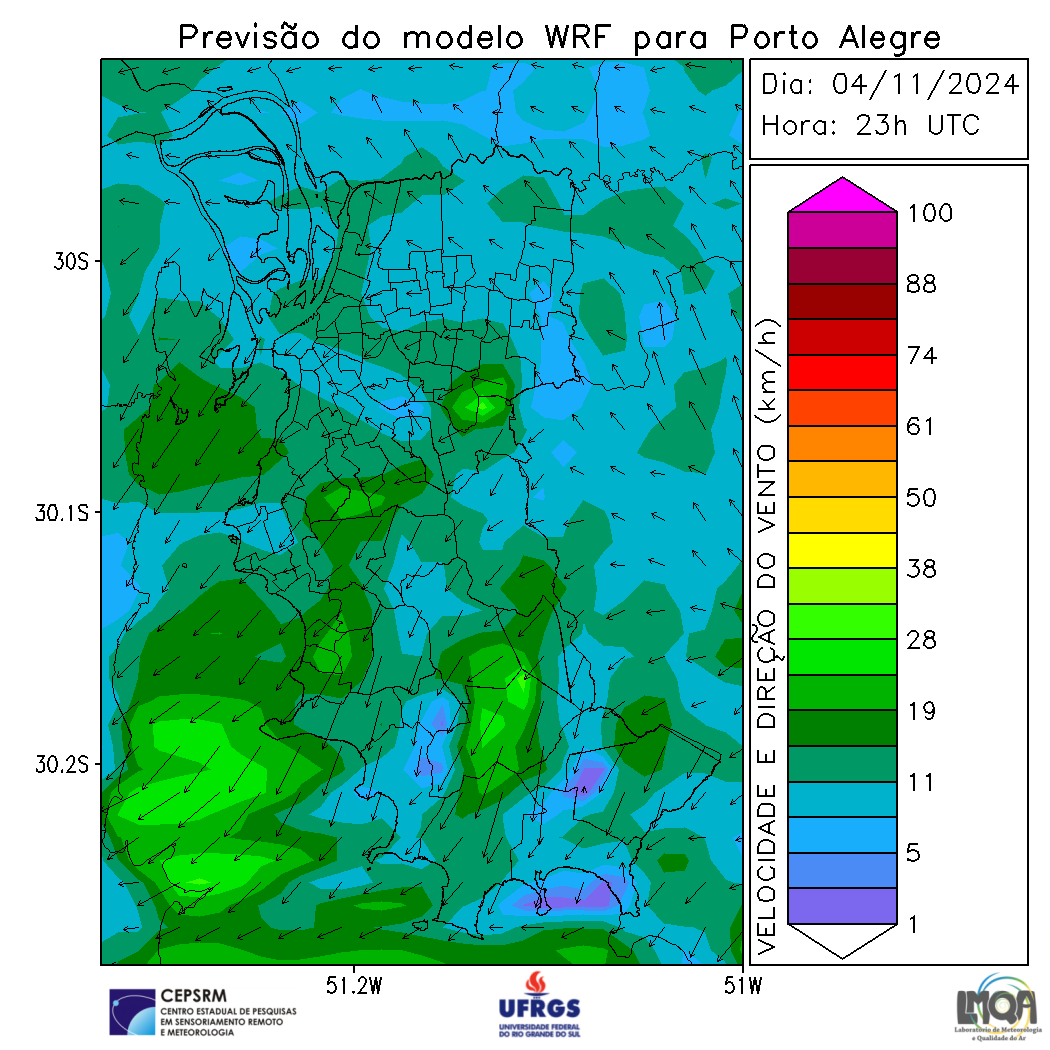 Previsão do modelo WRF para Porto Alegre
Dia: 04/11/2024
Hora: 23h UTC
30S
30.1S
30.2S
51.2W
51W
VELOCIDADE E DIREÇÃO DO VENTO (km/h)
100
88
74
61
50
38
28
19
11
5
1
CEPSRM
CENTRO ESTADUAL DE PESQUISAS
EM SENSORIAMENTO REMOTO
E METEOROLOGIA
UFRGS
UNIVERSIDADE FEDERAL
DO RIO GRANDE DO SUL
LMQA
Laboratório de Meteorologia
e Qualidade do Ar